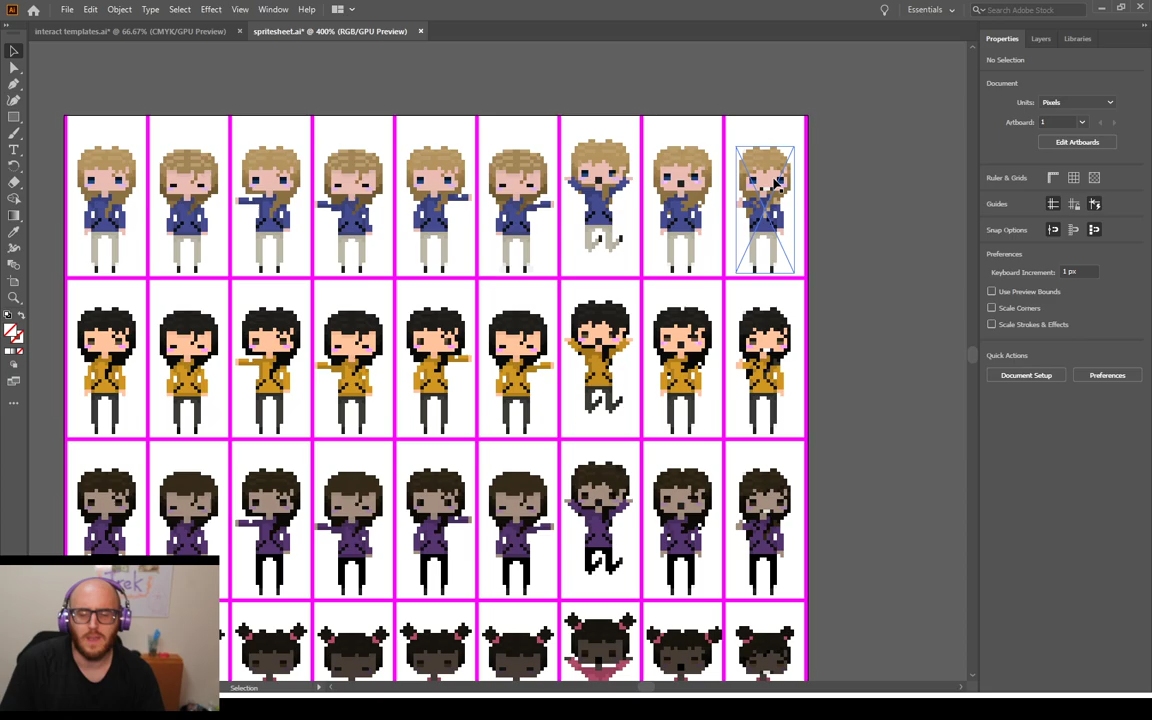 Ai File Edit Object Type Select Effect View Window Help Essentials Search Adobe Stock
interact templates.ai* @ 66.67% (CMYK/GPU Preview) × spritesheet.ai* @ 400% (RGB/GPU Preview) ×
Properties Layers Libraries
No Selection
Document
Units: Pixels
Artboard: 1
Edit Artboards
Ruler & Grids
Guides
Snap Options
Preferences
Keyboard Increment: 1 px
Use Preview Bounds
Scale Corners
Scale Strokes & Effects
Quick Actions
Document Setup Preferences
Trek
Selection